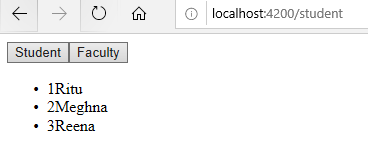 localhost:4200/student
Student Faculty
• 1Ritu
• 2Meghna
• 3Reena